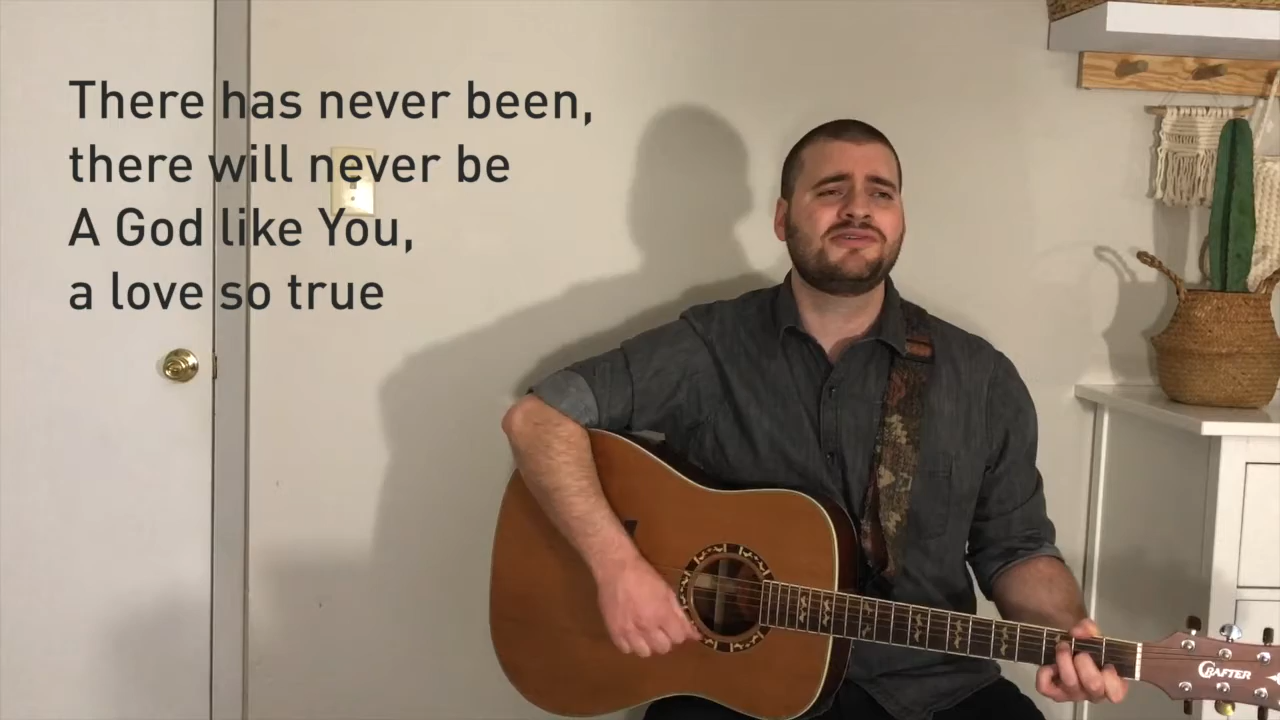 There has never been,
there will never be
A God like You,
a love so true
CRAFTER